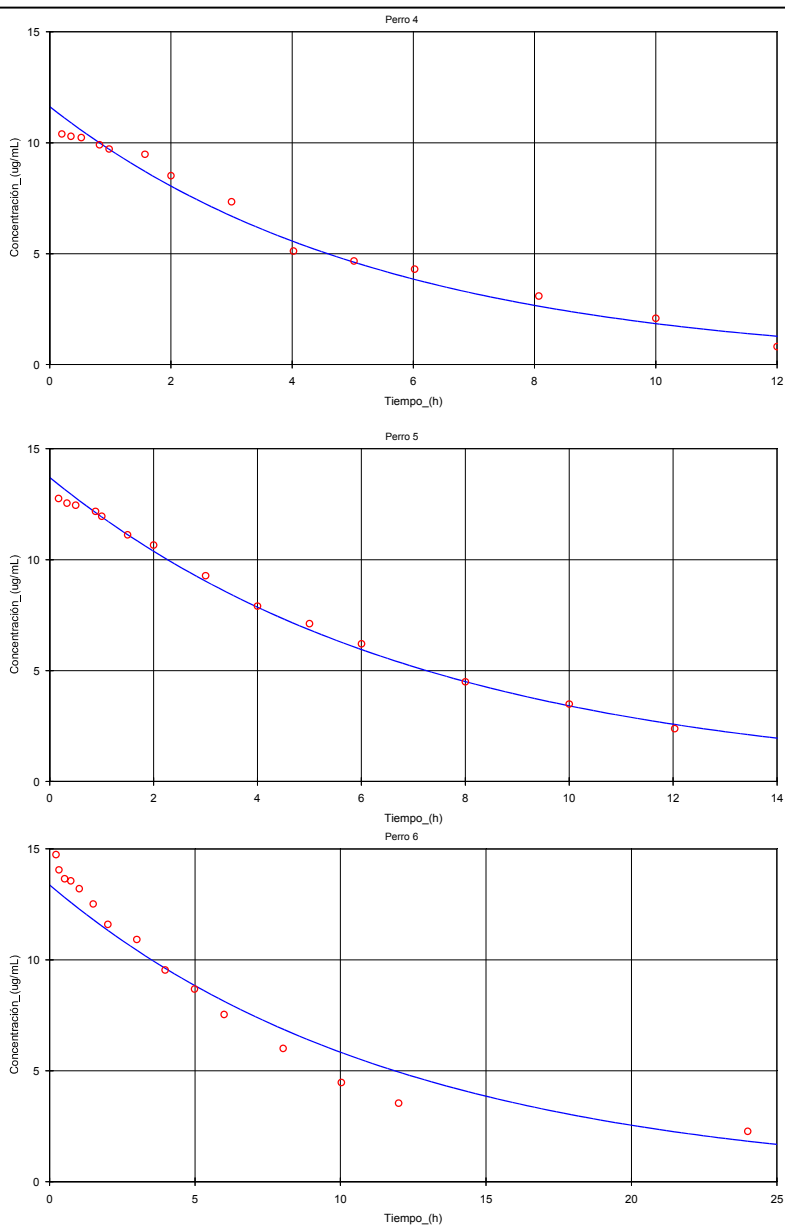 Perro 4
15
10
5
0
Concentración_(ug/mL)
0 2 4 6 8 10 12
Tiempo_(h)
Perro 5
15
10
5
0
Concentración_(ug/mL)
0 2 4 6 8 10 12 14
Tiempo_(h)
Perro 6
15
10
5
0
Concentración_(ug/mL)
0 5 10 15 20 25
Tiempo_(h)